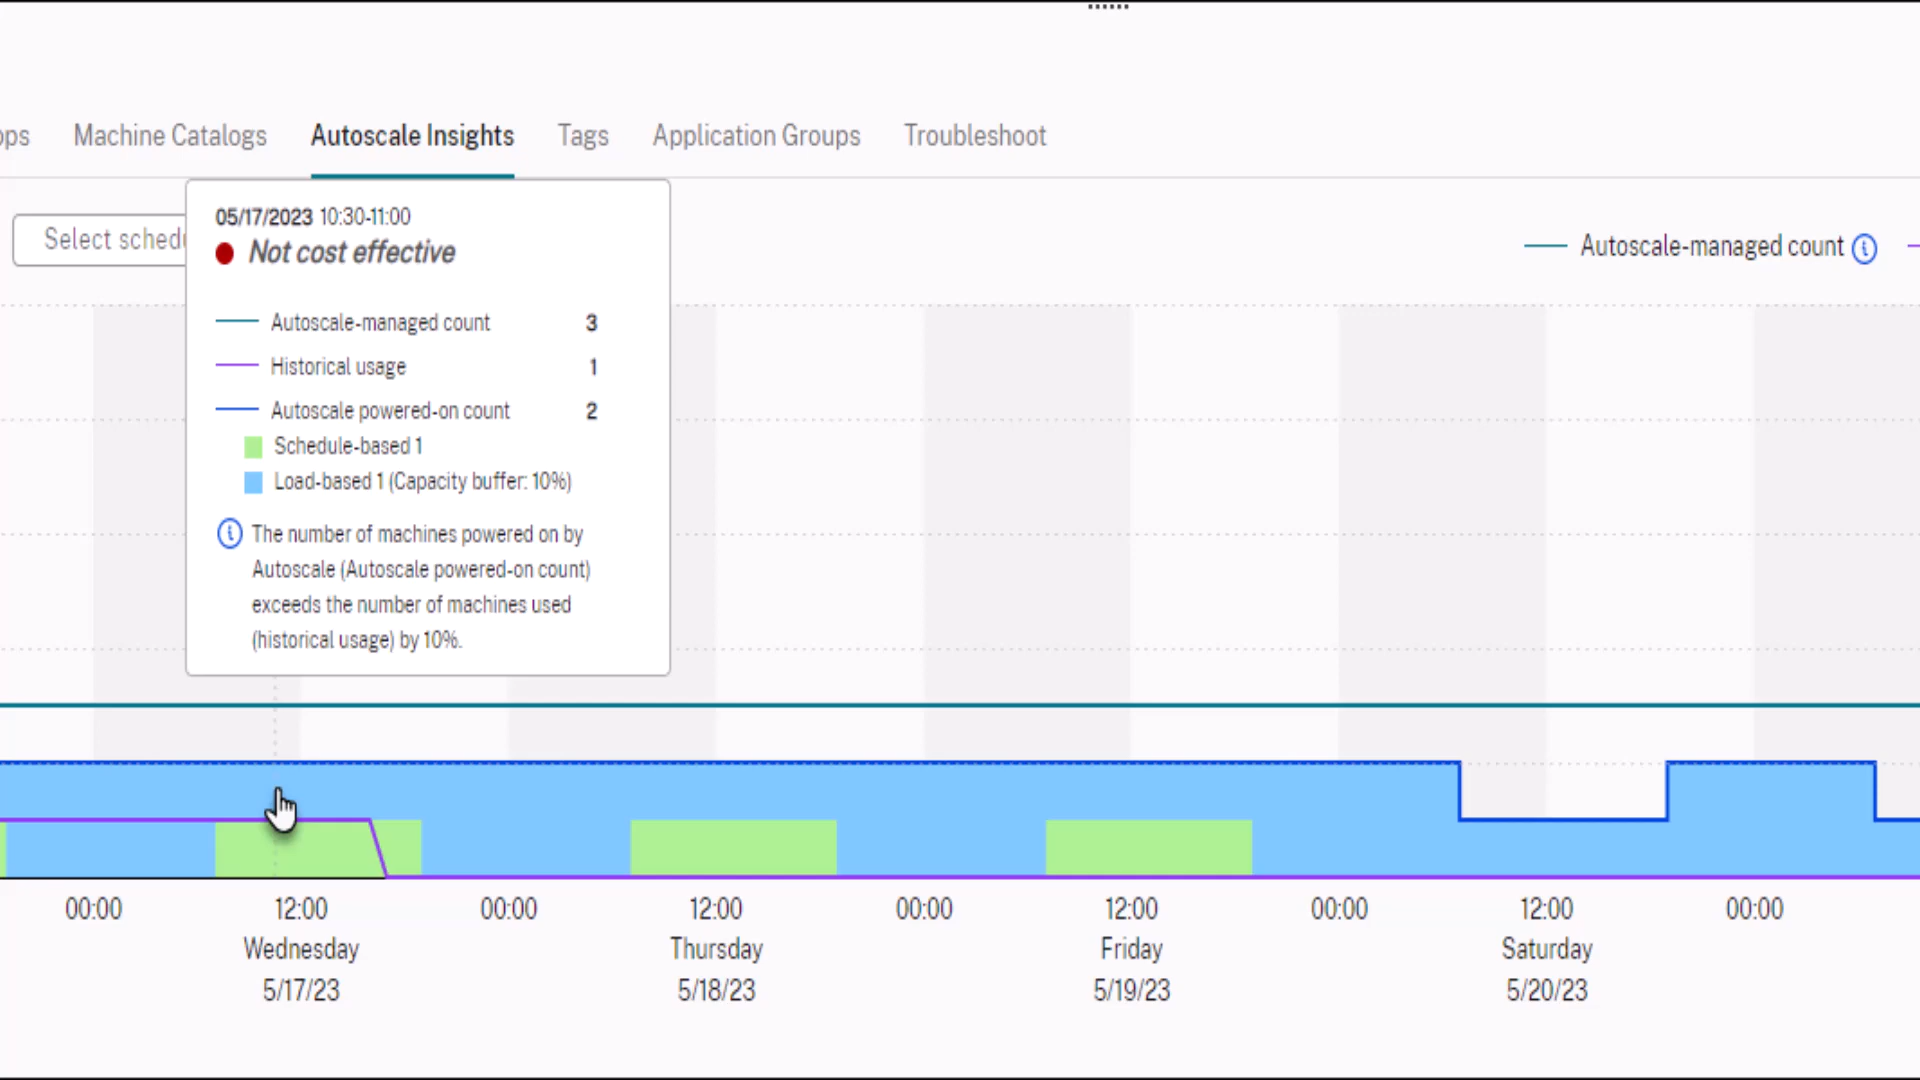 ops Machine Catalogs Autoscale Insights Tags Application Groups Troubleshoot
05/17/2023 10:30-11:00
Not cost effective
Select schedu
Autoscale-managed count
Autoscale-managed count 3
Historical usage 1
Autoscale powered-on count 2
Schedule-based 1
Load-based 1 (Capacity buffer: 10%)
The number of machines powered on by
Autoscale (Autoscale powered-on count)
exceeds the number of machines used
(historical usage) by 10%.
00:00 12:00 00:00 12:00 00:00 12:00 00:00 12:00 00:00
Wednesday Thursday Friday Saturday
5/17/23 5/18/23 5/19/23 5/20/23